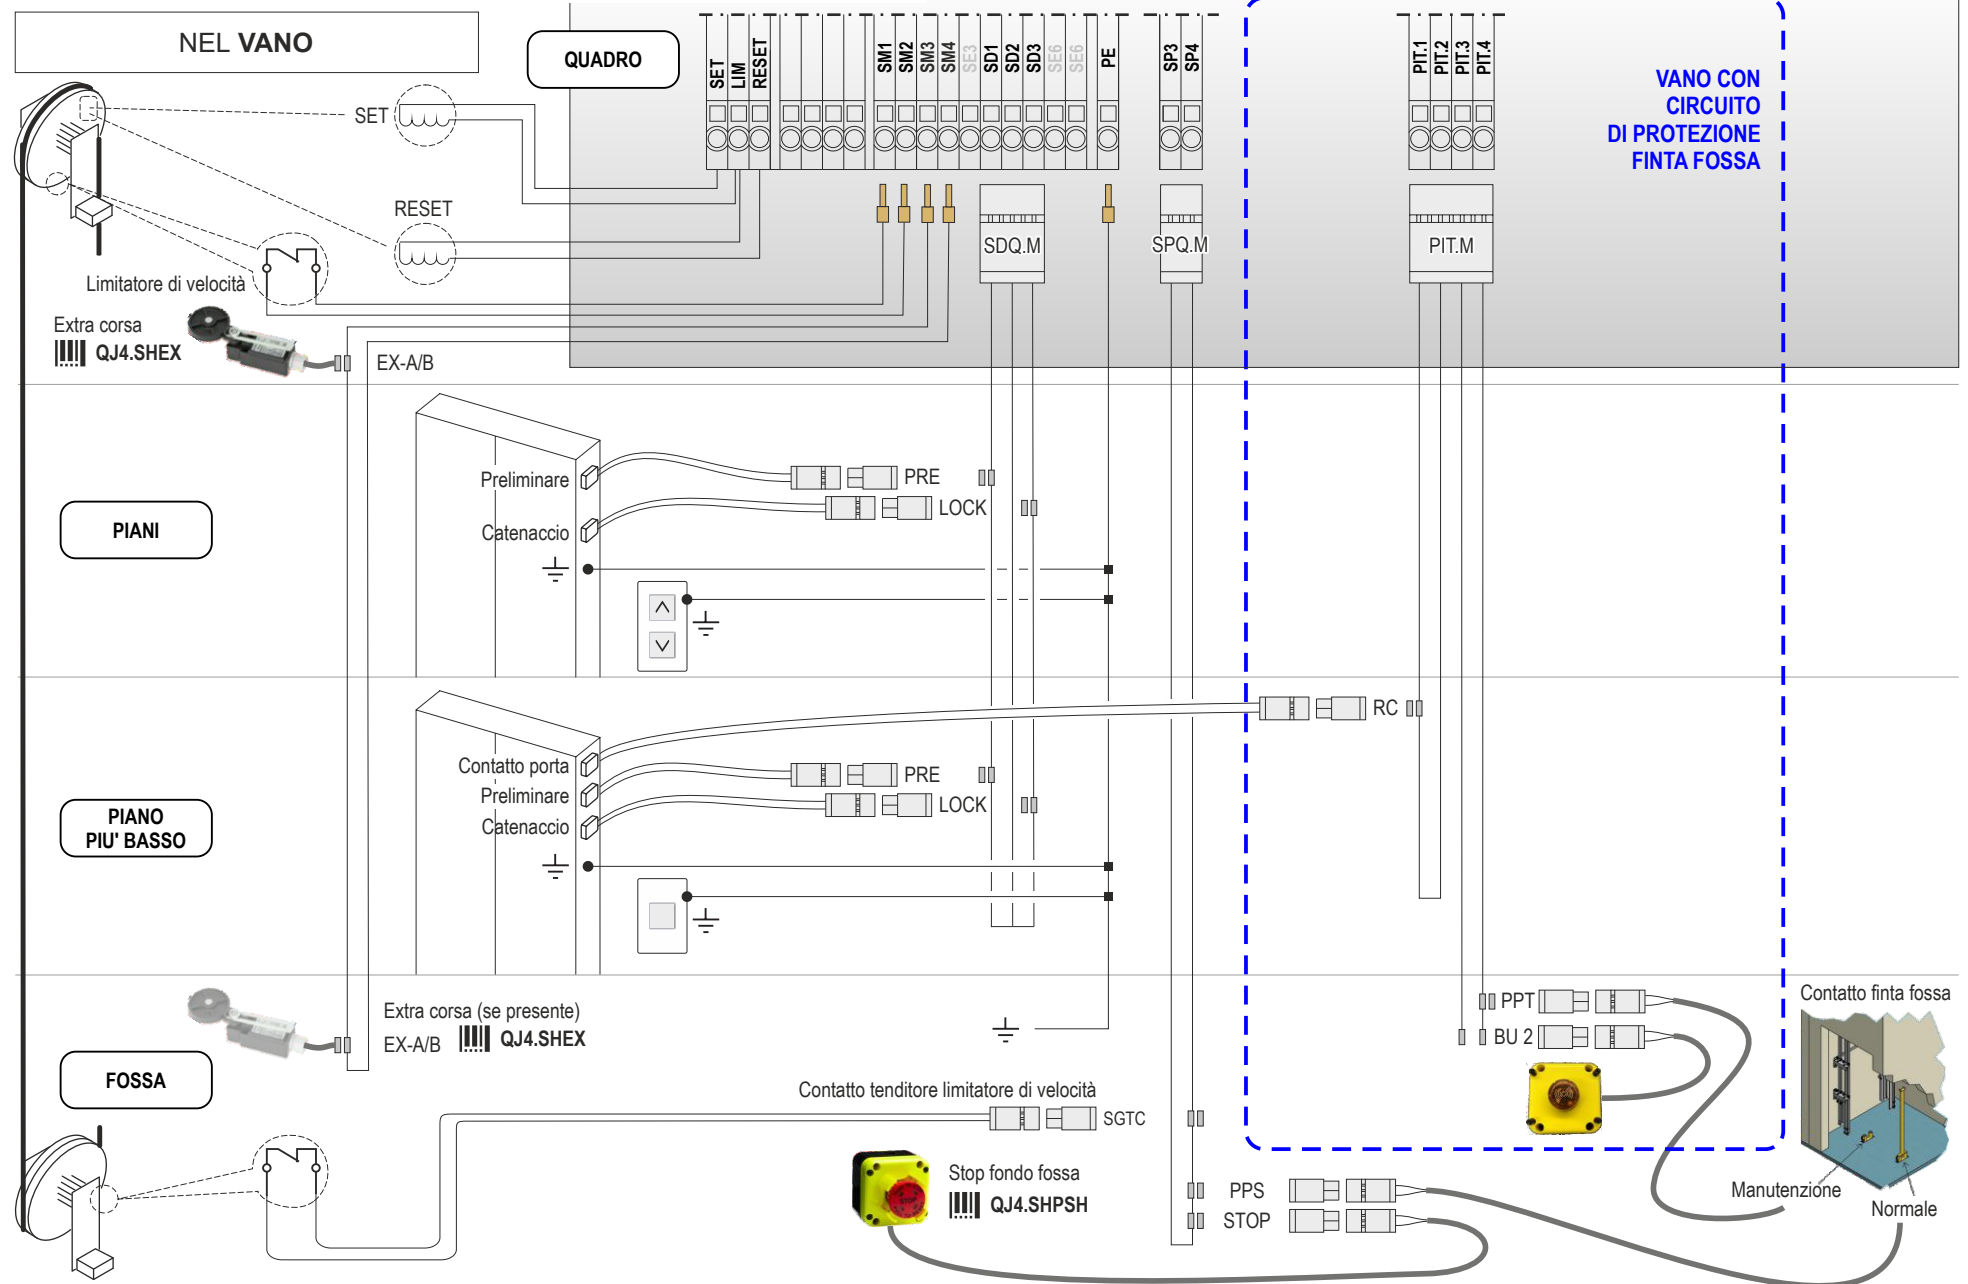 NEL VANO
QUADRO
SET
LIM
RESET
SM1
SM2
SM3
SM4
SE3
SD1
SD2
SD3
SE6
SE6
PE
SP3
SP4
PIT.1
PIT.2
PIT.3
PIT.4
VANO CON
CIRCUITO
DI PROTEZIONE
FINTA FOSSA
SET
RESET
SDQ.M
SPQ.M
PIT.M
Limitatore di velocità
Extra corsa
QJ4.SHEX
EX-A/B
PIANI
Preliminare
PRE
Catenaccio
LOCK
PIANO
PIU' BASSO
RC
Contatto porta
Preliminare
PRE
Catenaccio
LOCK
FOSSA
Extra corsa (se presente)
EX-A/B
QJ4.SHEX
PPT
BU 2
Contatto finta fossa
Contatto tenditore limitatore di velocità
SGTC
Stop fondo fossa
QJ4.SHPSH
STOP
PPS
STOP
Manutenzione
Normale